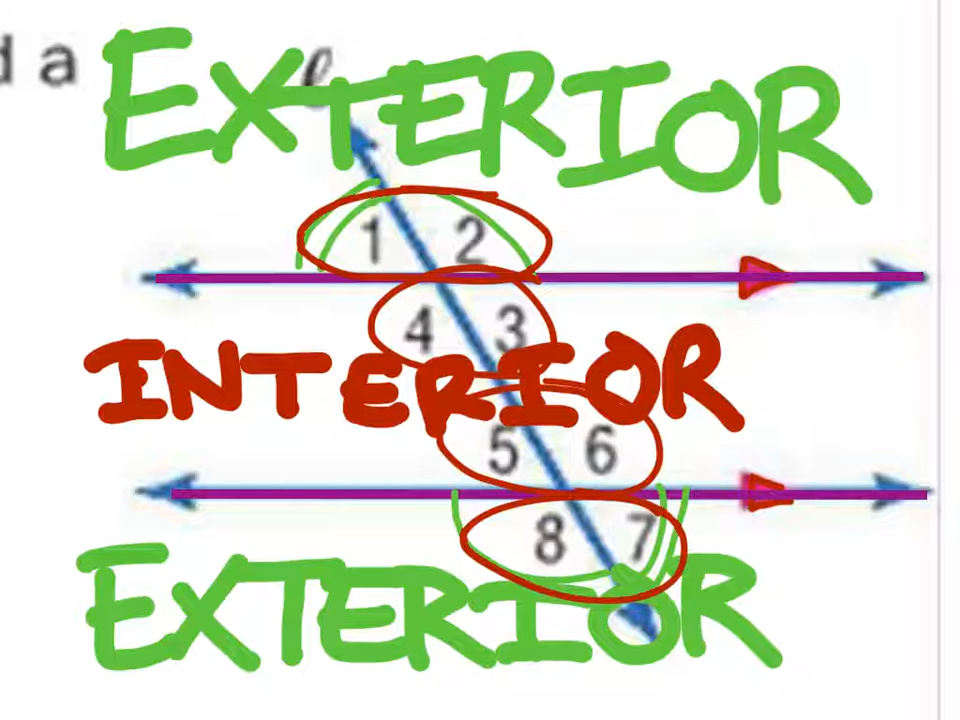 d a
ℓ
EXTERIOR
1 2
4 3
INTERIOR
5 6
8 7
EXTERIOR